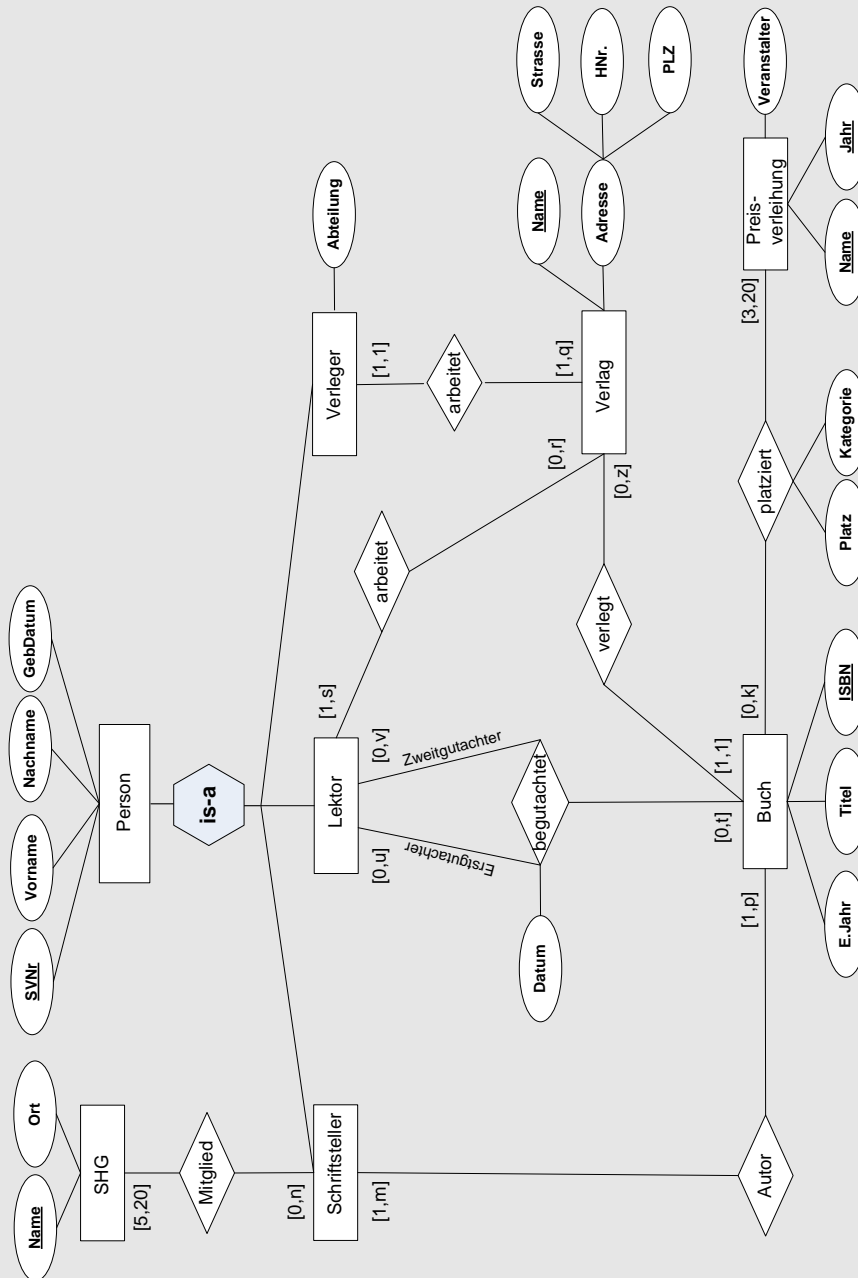 Name
Ort
SVNr
Vorname
Nachname
GebDatum
SHG
Person
[5,20]
Mitglied
is-a
Abteilung
[0,n]
Schriftsteller
[1,m]
Lektor
[0,u]
[0,v]
[1,s]
Verleger
[1,1]
Erstgutachter
Zweitgutachter
arbeitet
arbeitet
Datum
begutachtet
verlegt
[0,r]
[0,z]
[1,q]
Verlag
Name
Adresse
Strasse
HNr.
PLZ
Autor
[1,p]
[0,t]
[1,1]
Buch
[0,k]
platziert
[3,20]
Preis-
verleihung
Veranstalter
E.Jahr
Titel
ISBN
Platz
Kategorie
Name
Jahr